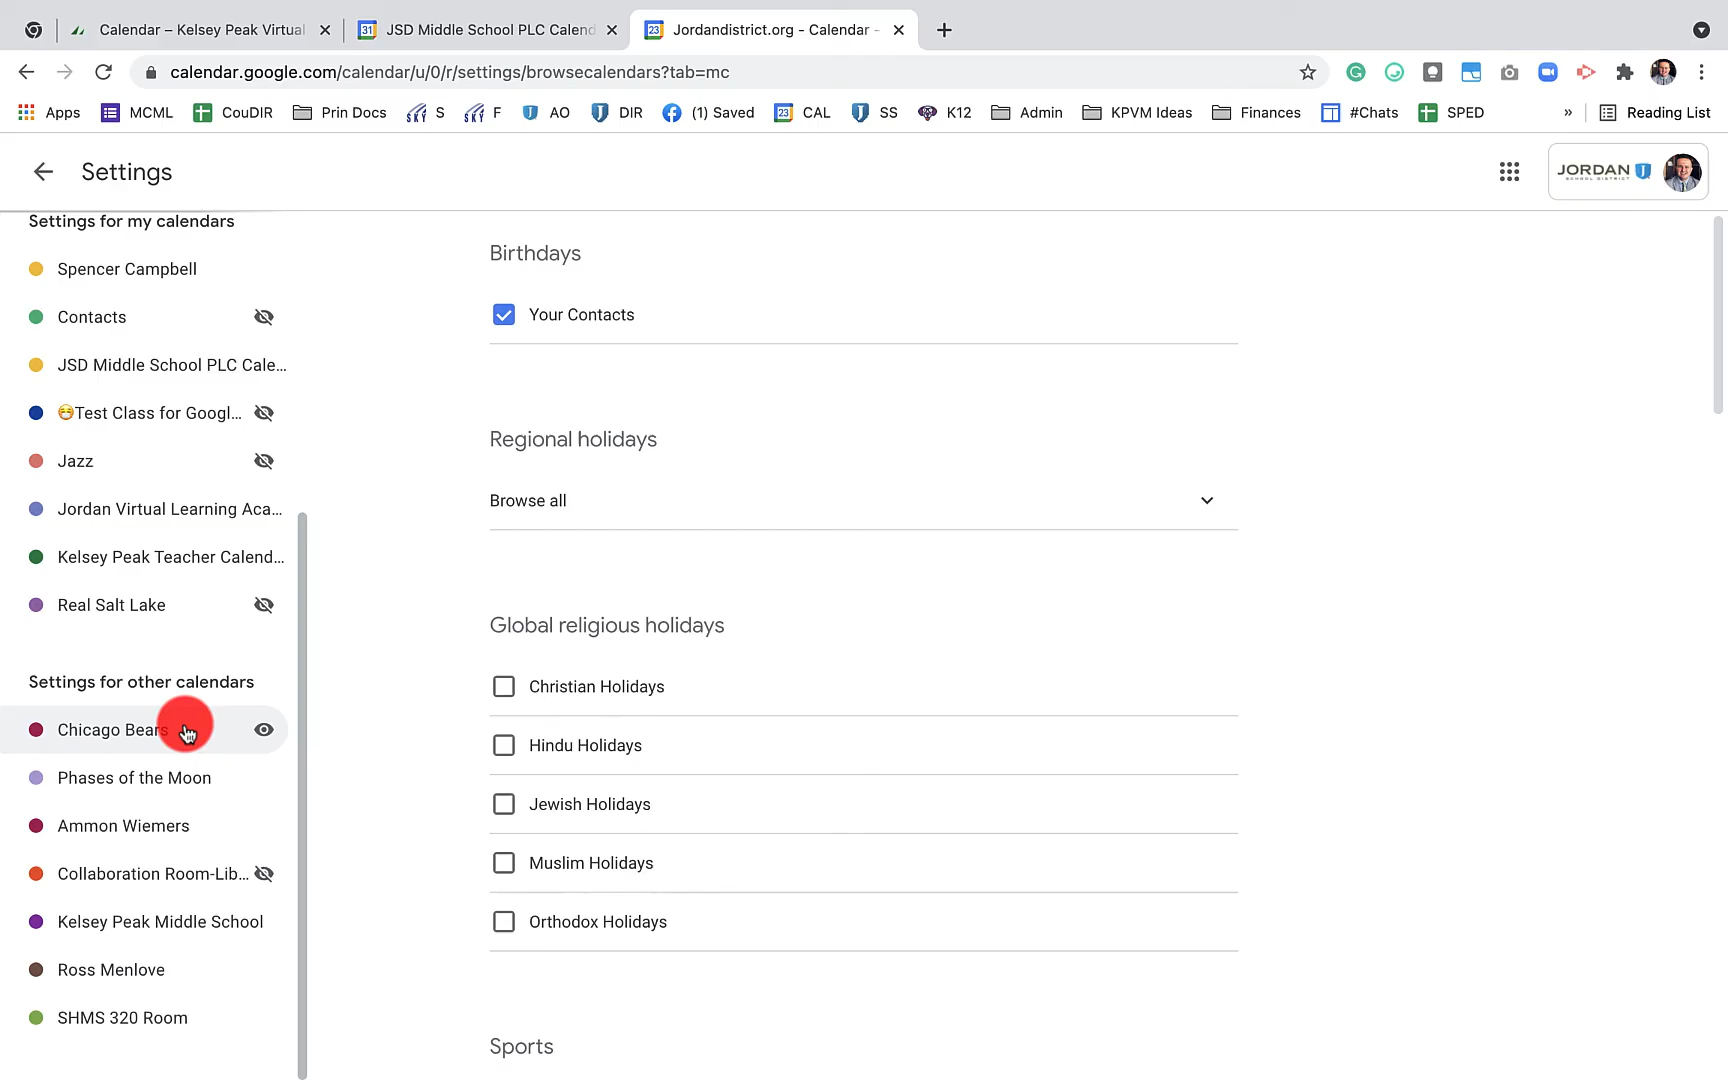 Calendar – Kelsey Peak Virtual
JSD Middle School PLC Calend
Jordandistrict.org - Calendar -
calendar.google.com/calendar/u/0/r/settings/browsecalendars?tab=mc
Apps
MCML
CouDIR
Prin Docs
S
F
AO
DIR
(1) Saved
CAL
SS
K12
Admin
KPVM Ideas
Finances
#Chats
SPED
»
Reading List
Settings
JORDAN
SCHOOL DISTRICT
Settings for my calendars
Spencer Campbell
Contacts
JSD Middle School PLC Cale...
😷Test Class for Googl...
Jazz
Jordan Virtual Learning Aca...
Kelsey Peak Teacher Calend...
Real Salt Lake
Settings for other calendars
Chicago Bears
Phases of the Moon
Ammon Wiemers
Collaboration Room-Lib...
Kelsey Peak Middle School
Ross Menlove
SHMS 320 Room
Birthdays
Your Contacts
Regional holidays
Browse all
Global religious holidays
Christian Holidays
Hindu Holidays
Jewish Holidays
Muslim Holidays
Orthodox Holidays
Sports